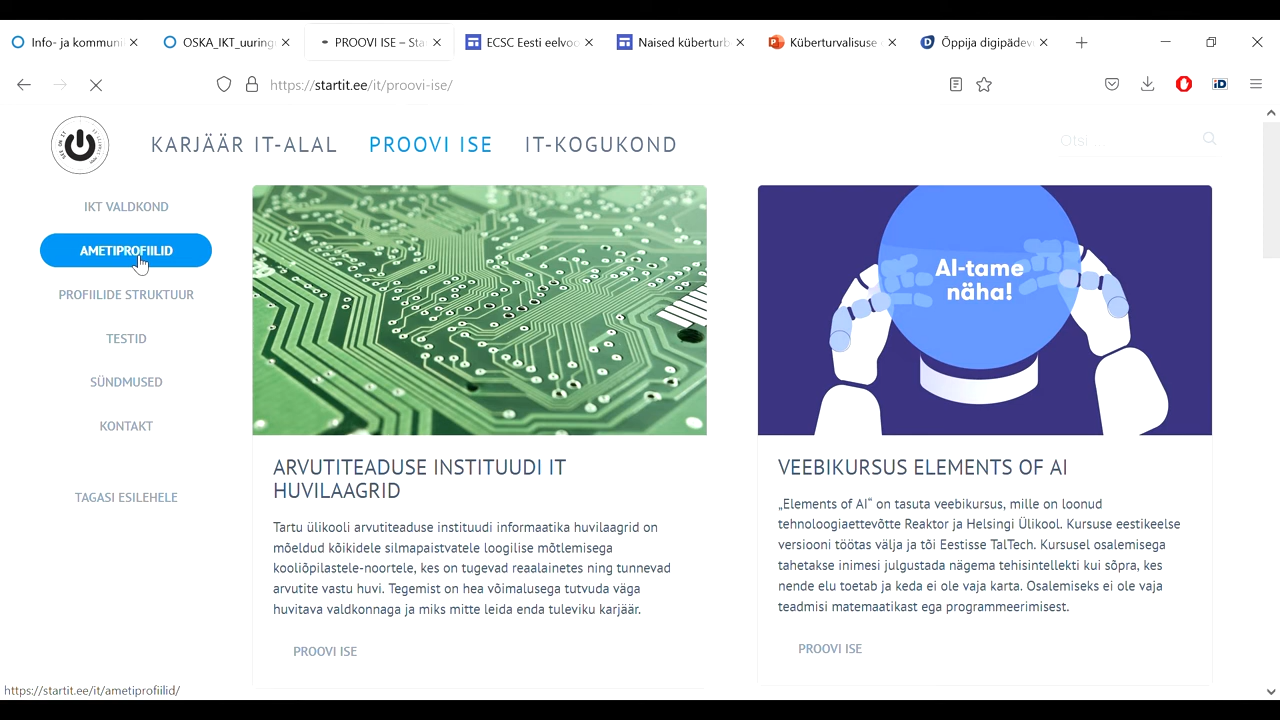 Info- ja kommuni
OSKA_IKT_uuring
PROOVI ISE – Sta
ECSC Eesti eelvoo
Naised küberturb
Küberturvalisuse.
Õppija digipädev
https://startit.ee/it/proovi-ise/
KARJÄÄR IT-ALAL
PROOVI ISE
IT-KOGUKOND
Otsi ...
IKT VALDKOND
AMETIPROFIILID
PROFIILIDE STRUKTUUR
TESTID
SÜNDMUSED
KONTAKT
TAGASI ESILEHELE
ARVUTITEADUSE INSTITUUDI IT
HUVILAAGRID
Tartu ülikooli arvutiteaduse instituudi informaatika huvilaagrid on
mõeldud kõikidele silmapaistvatele loogilise mõtlemisega
kooliõpilastele-noortele, kes on tugevad reaalainetes ning tunnevad
arvutite vastu huvi. Tegemist on hea võimalusega tutvuda väga
huvitava valdkonnaga ja miks mitte leida enda tuleviku karjäär.
PROOVI ISE
AI-tame
näha!
VEEBIKURSUS ELEMENTS OF AI
„Elements of AI“ on tasuta veebikursus, mille on loonud
tehnoloogiaettevõtte Reaktor ja Helsingi Ülikool. Kursuse eestikeelse
versiooni töötas välja ja tõi Eestisse TalTech. Kursusel osalemisega
tahetakse inimesi julgustada nägema tehisintellekti kui sõpra, kes
nende elu toetab ja keda ei ole vaja karta. Osalemiseks ei ole vaja
teadmisi matemaatikast ega programmeerimisest.
PROOVI ISE
https://startit.ee/it/ametiprofiilid/